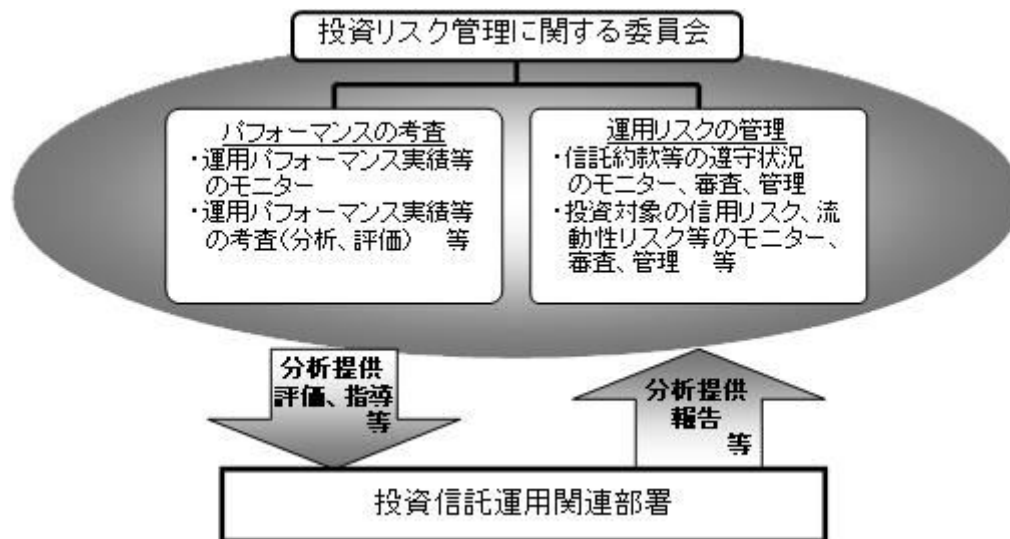 投資リスク管理に関する委員会
パフォーマンスの考査
・運用パフォーマンス実績等
のモニター
・運用パフォーマンス実績等
の考査(分析、評価) 等
運用リスクの管理
・信託約款等の遵守状況
のモニター、審査、管理
・投資対象の信用リスク、流
動性リスク等のモニター、
審査、管理 等
分析提供
評価、指導
等
分析提供
報告
等
投資信託運用関連部署